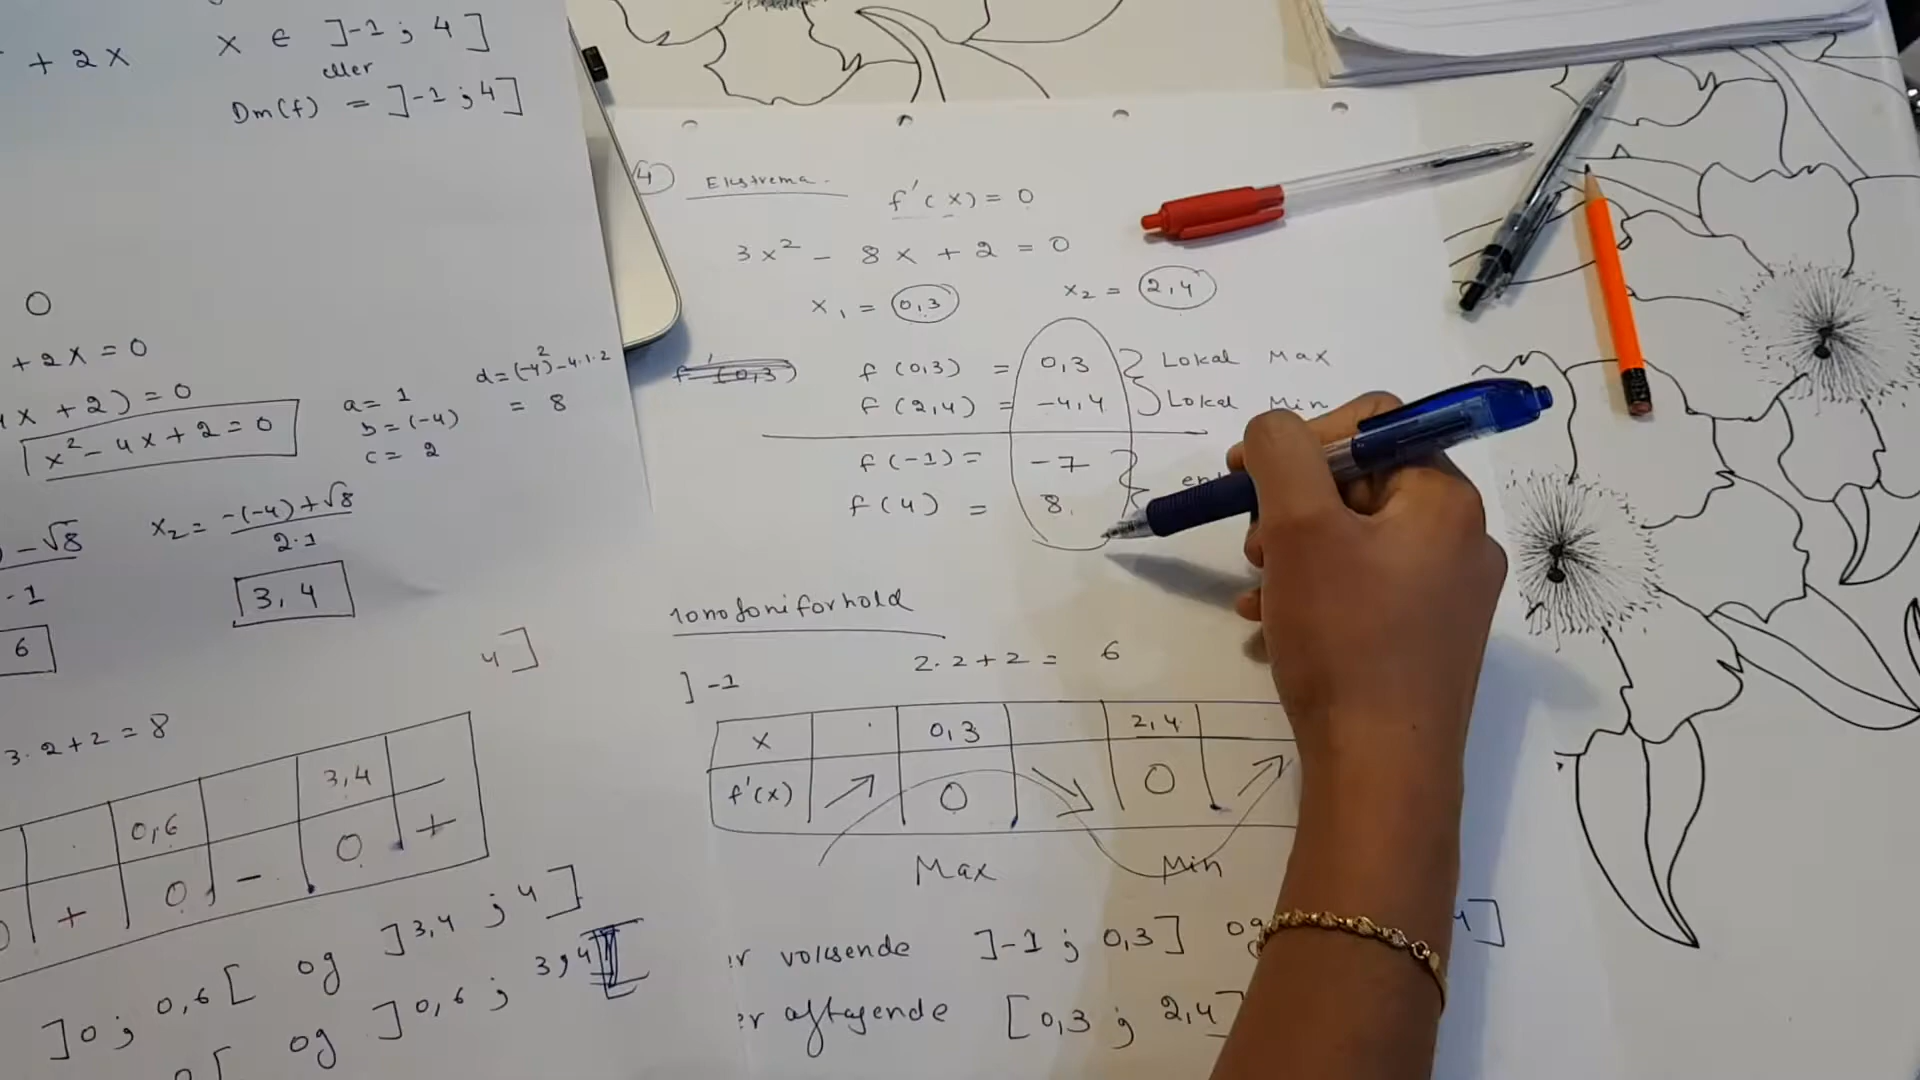 + 2x x ∈ ]-1 ; 4]
eller
Dm(f) = ]-1 ; 4]
0
+ 2x = 0
x + 2) = 0
x² - 4x + 2 = 0
a = 1
b = (-4)
c = 2
d = (-4)² - 4·1·2
= 8
- √8
x₂ = -(-4) + √8
2·1
3,4
6
4]
3·2+2 = 8
0,6 3,4
+ 0 - 0 +
]0 ; 0,6[ og ]3,4 ; 4]
[ og ]0,6 ; 3,4[
4 Ekstrema
f'(x) = 0
3x² - 8x + 2 = 0
x₁ = 0,3 x₂ = 2,4
f(0,3) = 0,3 Lokal Max
f(2,4) = -4,4 Lokal Min
f(-1) = -7
f(4) = 8
onotoniforhold
2·2+2 = 6
]-1
x 0,3 2,4
f'(x) ↗ 0 ↘ 0 ↗
Max Min
er voksende ]-1 ; 0,3] og 4]
er aftagende [0,3 ; 2,4]